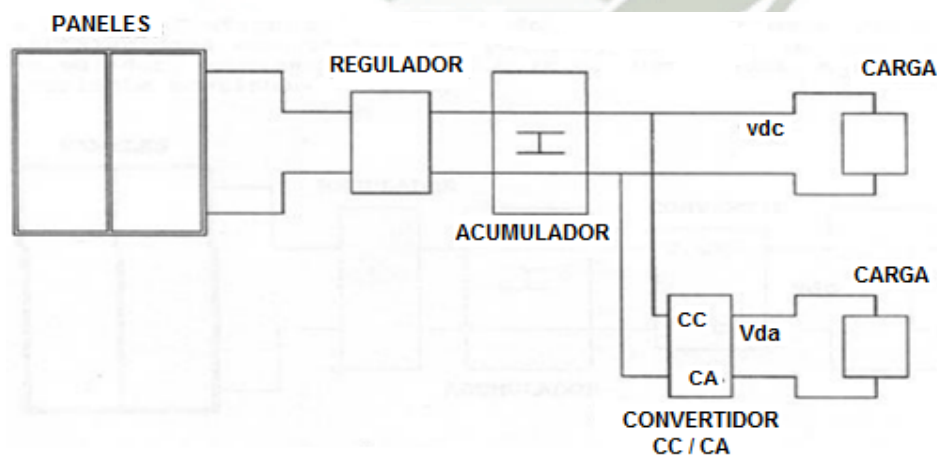 PANELES
REGULADOR
CARGA
vdc
ACUMULADOR
CARGA
CC
Vda
CA
CONVERTIDOR
CC / CA